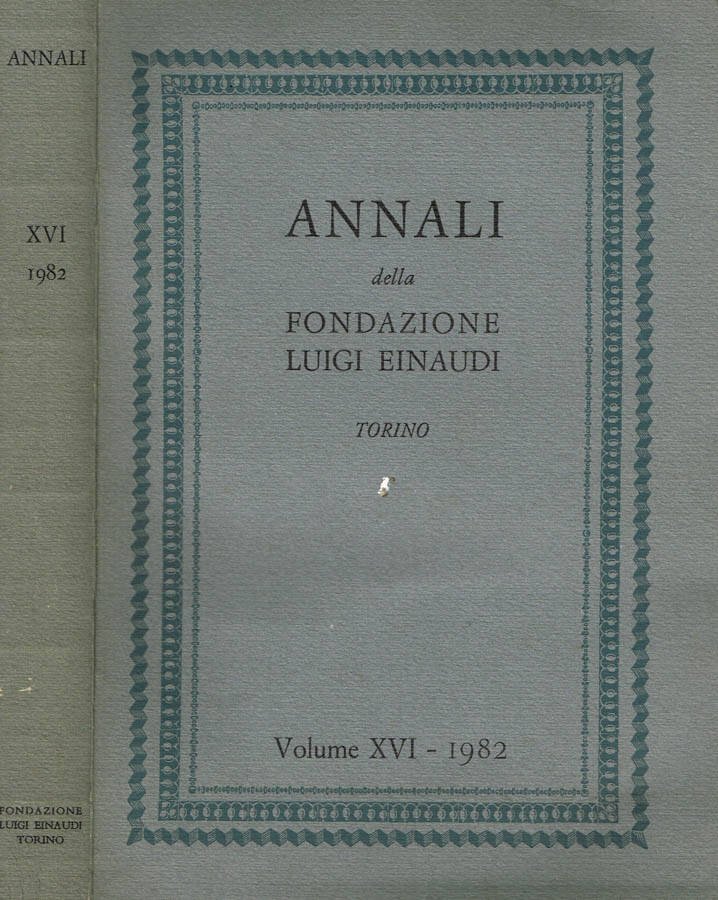 ANNALI
XVI
1982
FONDAZIONE
LUIGI EINAUDI
TORINO
ANNALI
della
FONDAZIONE
LUIGI EINAUDI
TORINO
Volume XVI - 1982